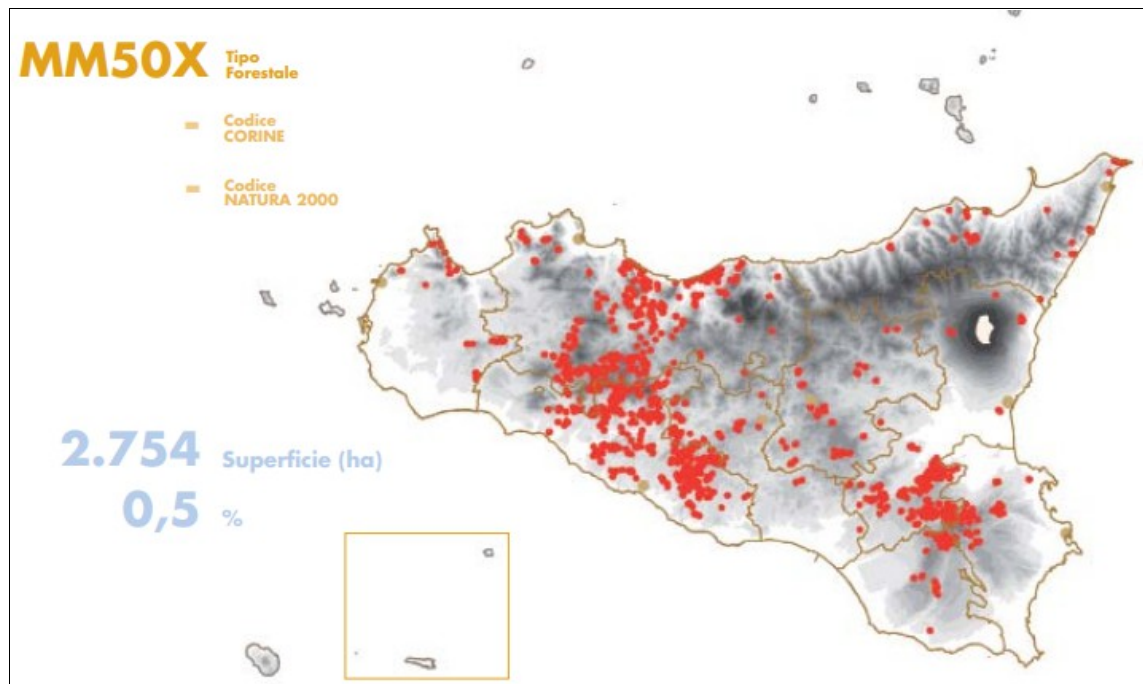 MM50X Tipo
Forestale
- Codice
CORINE
- Codice
NATURA 2000
2.754 Superficie (ha)
0,5 %